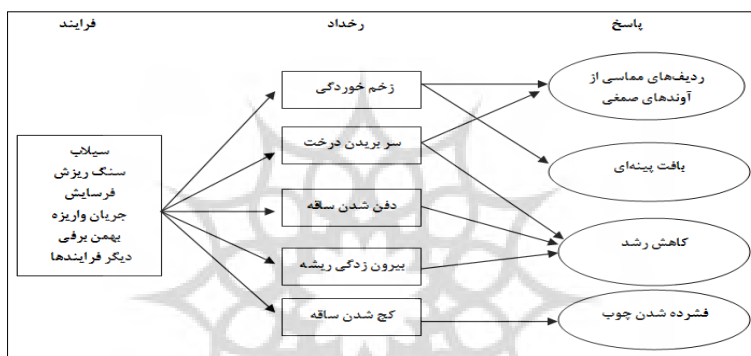 فرایند
رخداد
پاسخ
سیلاب
سنگ ریزش
فرسایش
جریان واریزه
بهمن برفی
دیگر فرایندها
زخم خوردگی
سر بریدن درخت
دفن شدن ساقه
بیرون زدگی ریشه
کج شدن ساقه
ردیف‌های مماسی از
آوندهای صمغی
بافت پینه‌ای
کاهش رشد
فشرده شدن چوب